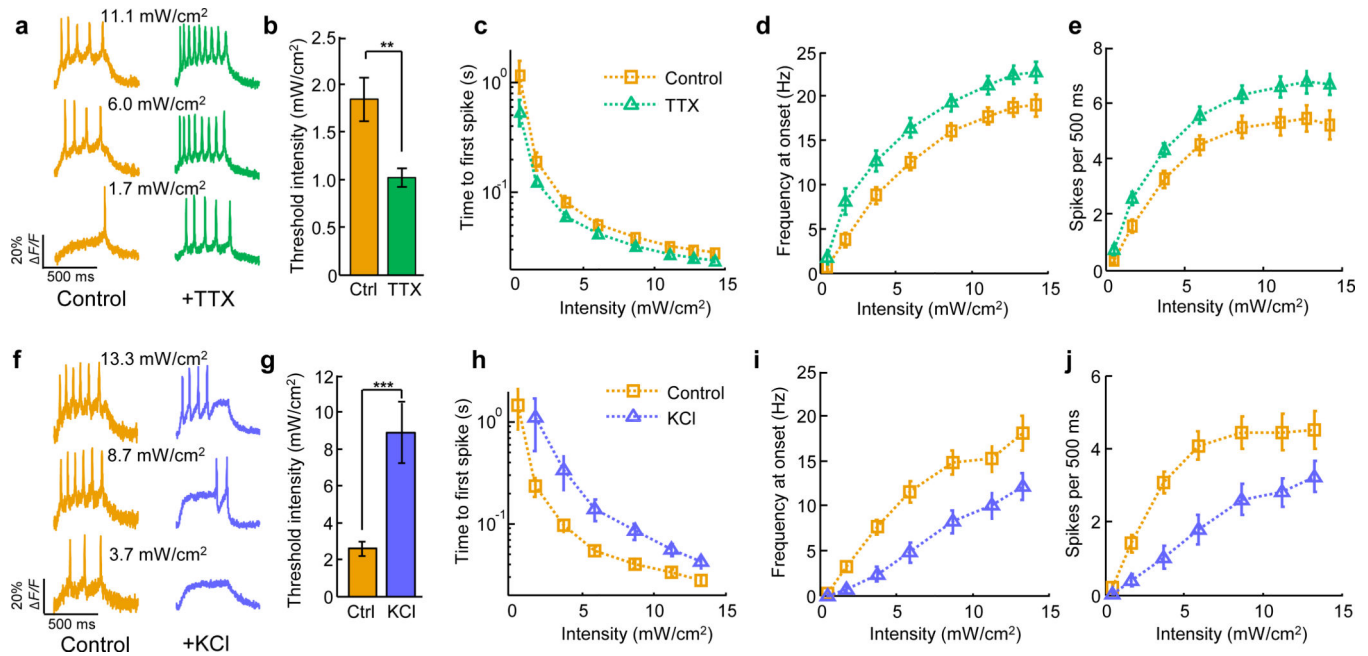 a
11.1 mW/cm²
6.0 mW/cm²
1.7 mW/cm²
20%
ΔF/F
500 ms
Control
+TTX
b
Threshold intensity (mW/cm²)
2.5
2.0
1.5
1.0
0.5
0
**
Ctrl
TTX
c
Time to first spike (s)
10⁰
10⁻¹
Control
TTX
0
5
10
15
Intensity (mW/cm²)
d
Frequency at onset (Hz)
25
20
15
10
5
0
0
5
10
15
Intensity (mW/cm²)
e
Spikes per 500 ms
8
6
4
2
0
0
5
10
15
Intensity (mW/cm²)
f
13.3 mW/cm²
8.7 mW/cm²
3.7 mW/cm²
20%
ΔF/F
500 ms
Control
+KCl
g
Threshold intensity (mW/cm²)
12
10
8
6
4
2
0
***
Ctrl
KCl
h
Time to first spike (s)
10⁰
10⁻¹
Control
KCl
0
5
10
15
Intensity (mW/cm²)
i
Frequency at onset (Hz)
25
20
15
10
5
0
0
5
10
15
Intensity (mW/cm²)
j
Spikes per 500 ms
6
4
2
0
0
5
10
15
Intensity (mW/cm²)